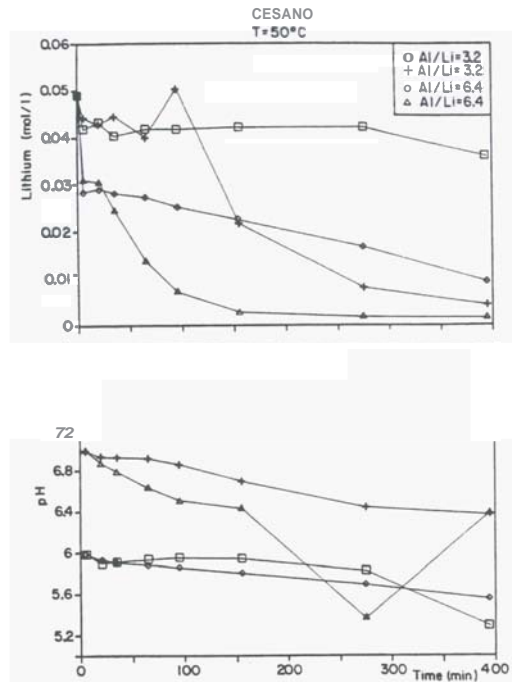 CESANO
T=50°C
0.06
0.05
0.04
0.03
0.02
0.01
0
Lithium (mol/l)
Al/Li=3.2
Al/Li=3.2
Al/Li=6.4
Al/Li=6.4
72
6.8
6.4
6
5.6
5.2
pH
0
100
200
300
400
Time (min)